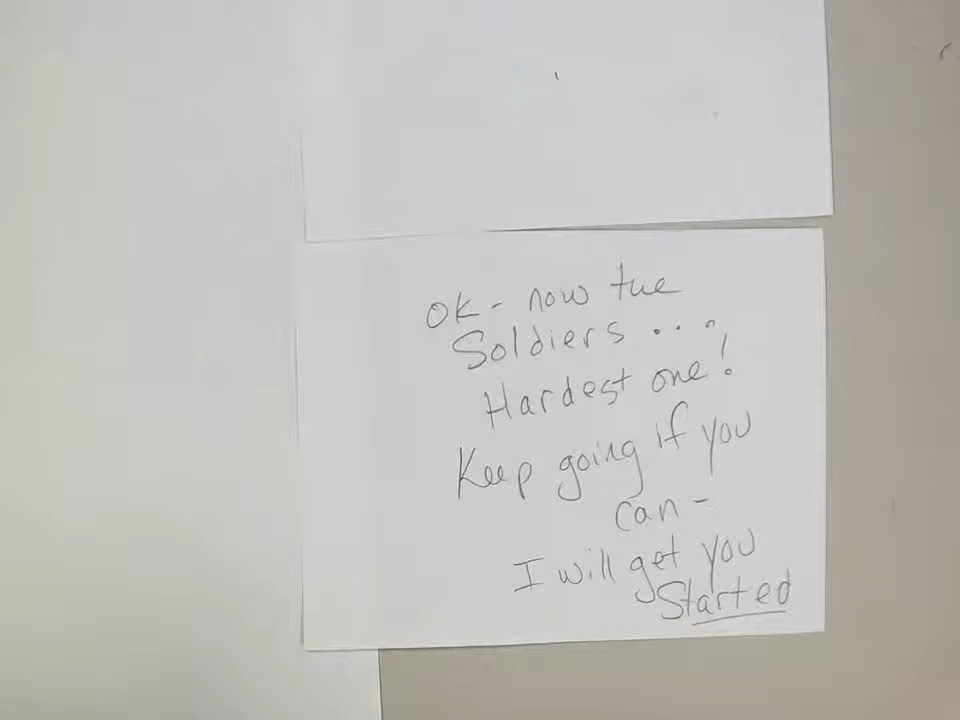 OK - now the
Soldiers...
Hardest one!
Keep going if you
can -
I will get you
Started